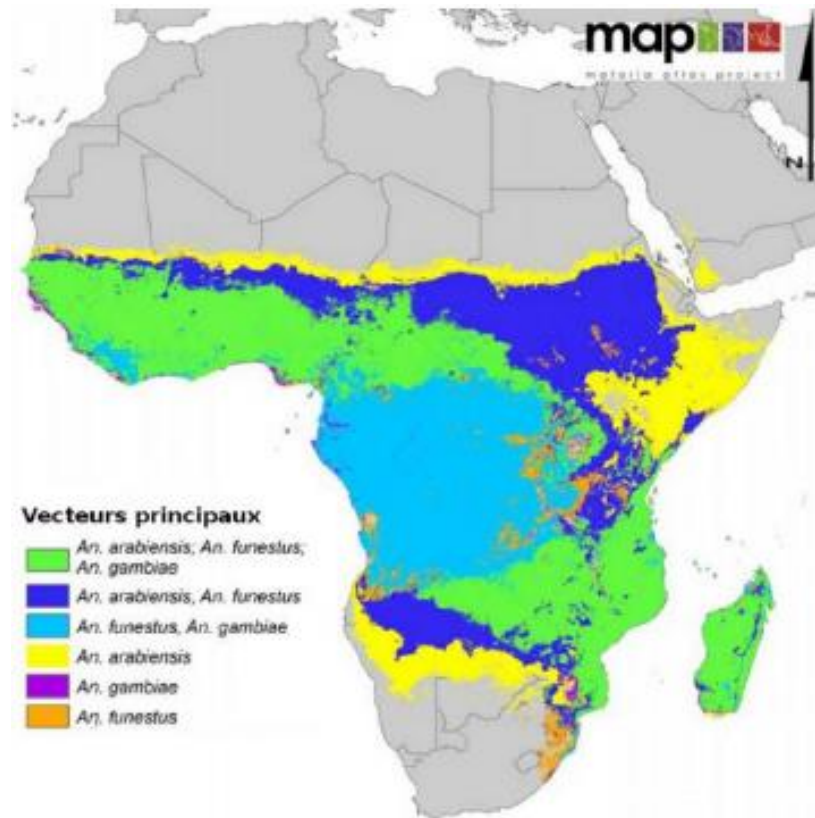 map
malaria atlas project
N
Vecteurs principaux
An. arabiensis; An. funestus;
An. gambiae
An. arabiensis, An. funestus
An. funestus, An. gambiae
An. arabiensis
An. gambiae
An. funestus